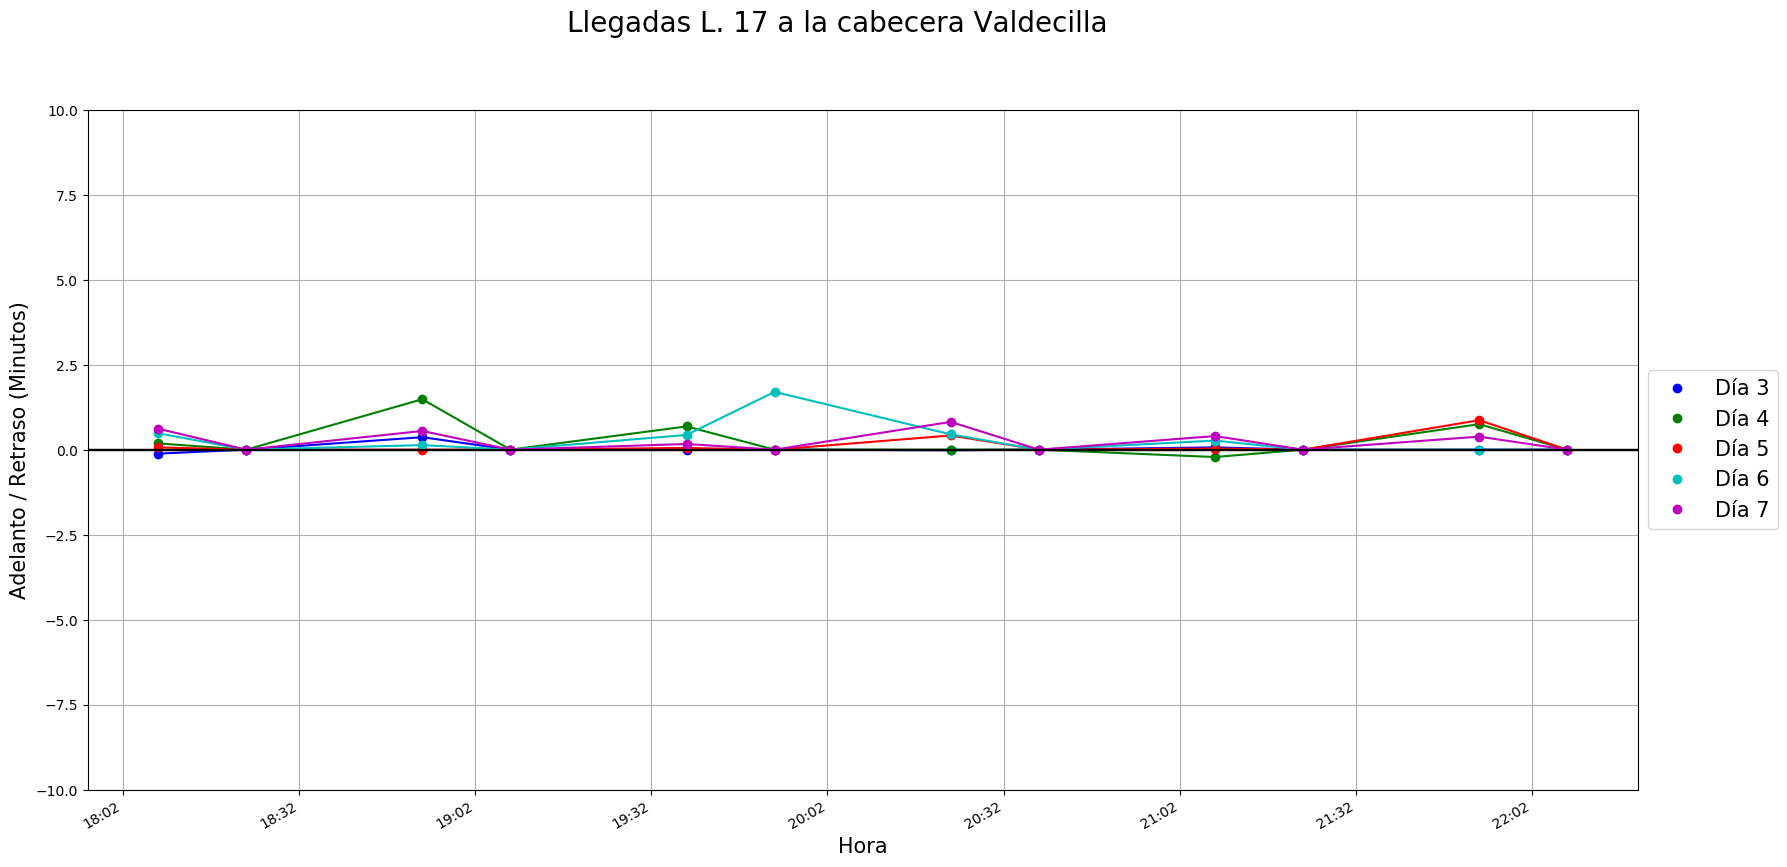 Llegadas L. 17 a la cabecera Valdecilla
Adelanto / Retraso (Minutos)
10.0
7.5
5.0
2.5
0.0
−2.5
−5.0
−7.5
−10.0
18:02
18:32
19:02
19:32
20:02
20:32
21:02
21:32
22:02
Hora
Día 3
Día 4
Día 5
Día 6
Día 7